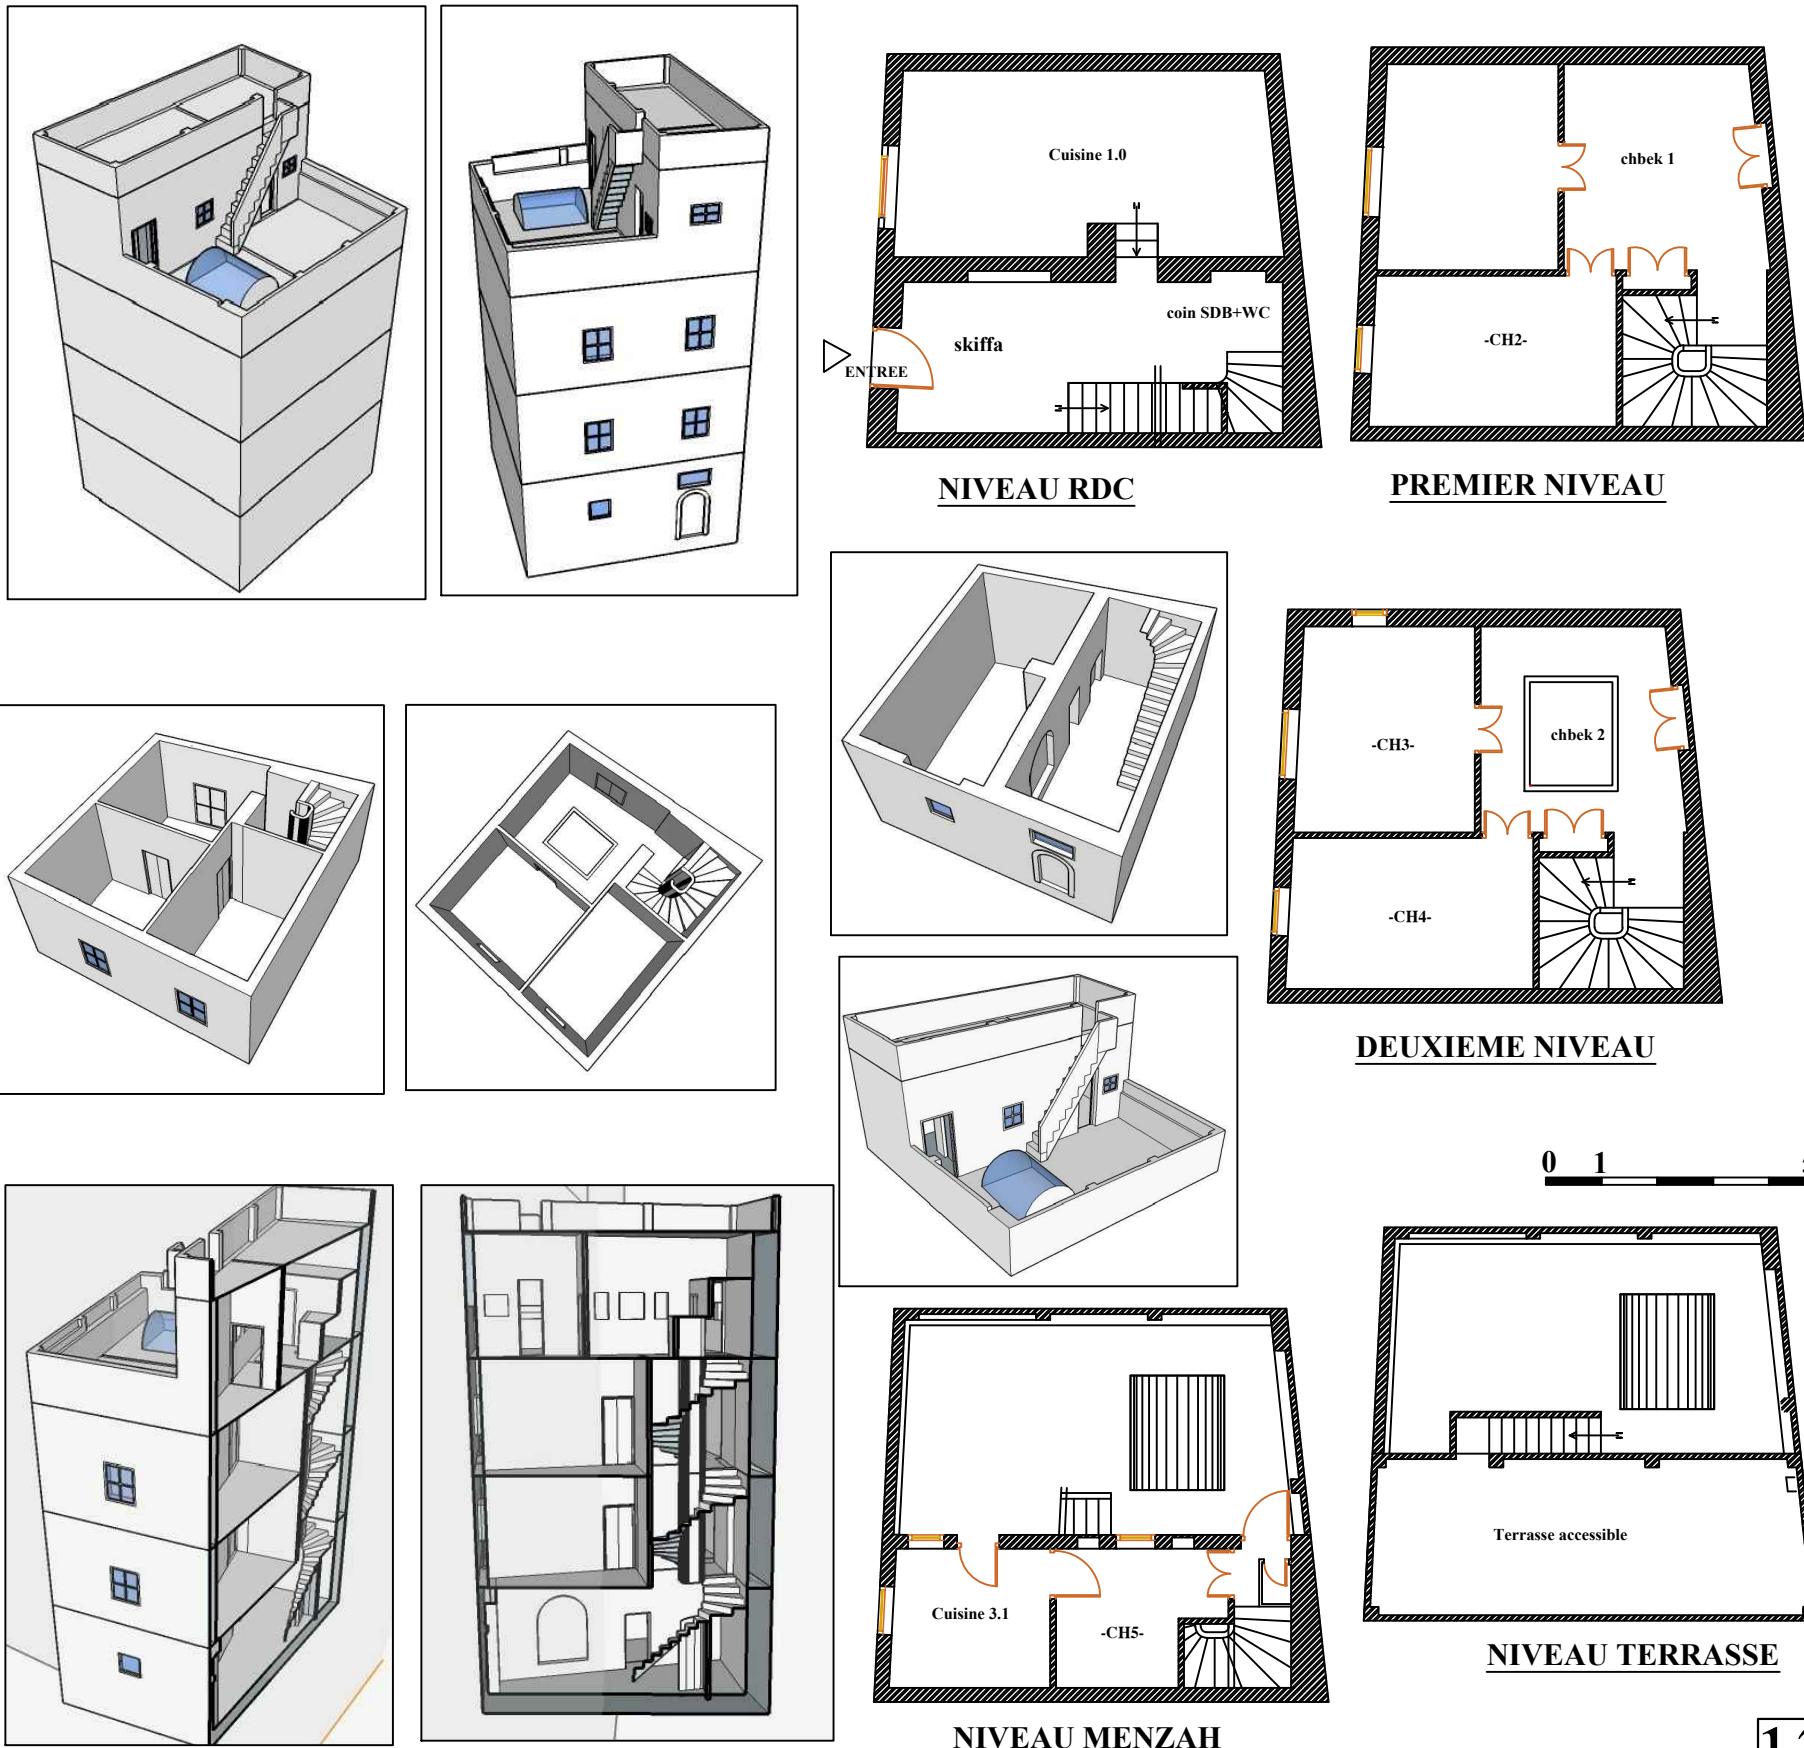 Cuisine 1.0
coin SDB+WC
skiffa
ENTREE
NIVEAU RDC
chbek 1
-CH2-
PREMIER NIVEAU
-CH3-
chbek 2
-CH4-
DEUXIEME NIVEAU
0 1
Cuisine 3.1
-CH5-
NIVEAU MENZAH
Terrasse accessible
NIVEAU TERRASSE